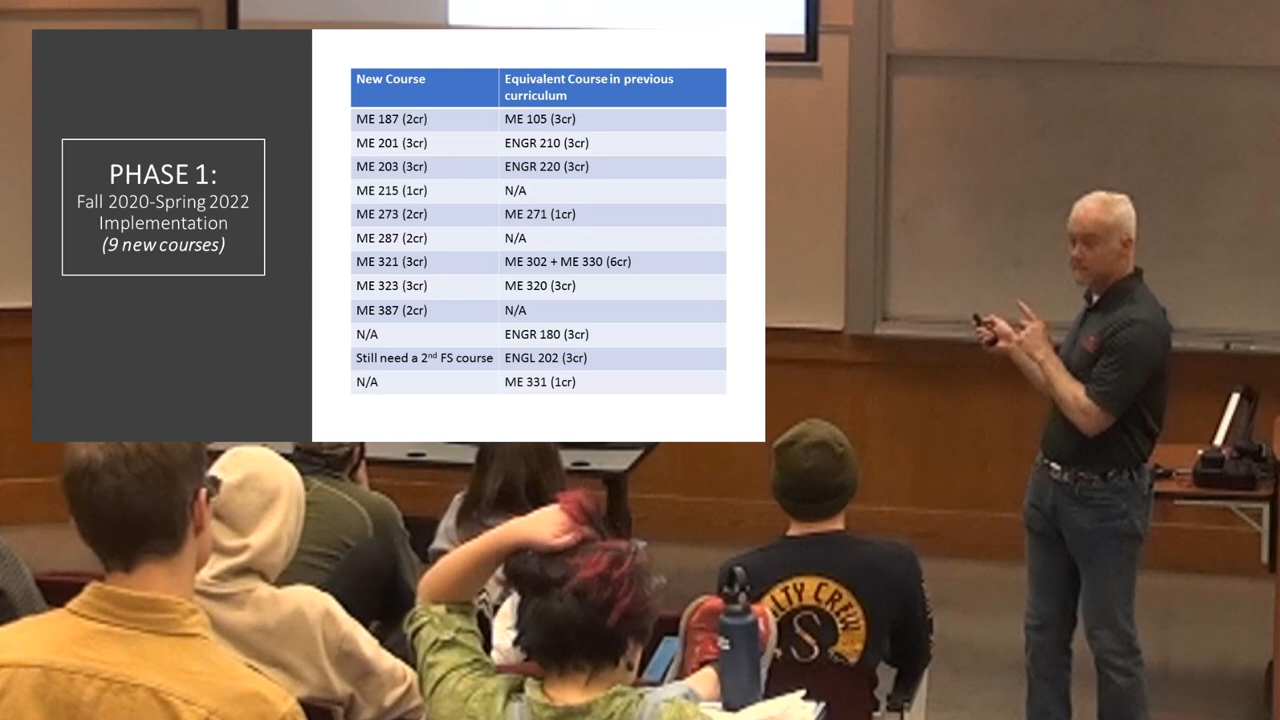 PHASE 1:
Fall 2020-Spring 2022
Implementation
(9 new courses)
New Course Equivalent Course in previous curriculum
ME 187 (2cr) ME 105 (3cr)
ME 201 (3cr) ENGR 210 (3cr)
ME 203 (3cr) ENGR 220 (3cr)
ME 215 (1cr) N/A
ME 273 (2cr) ME 271 (1cr)
ME 287 (2cr) N/A
ME 321 (3cr) ME 302 + ME 330 (6cr)
ME 323 (3cr) ME 320 (3cr)
ME 387 (2cr) N/A
N/A ENGR 180 (3cr)
Still need a 2nd FS course ENGL 202 (3cr)
N/A ME 331 (1cr)
LTY CREW
S